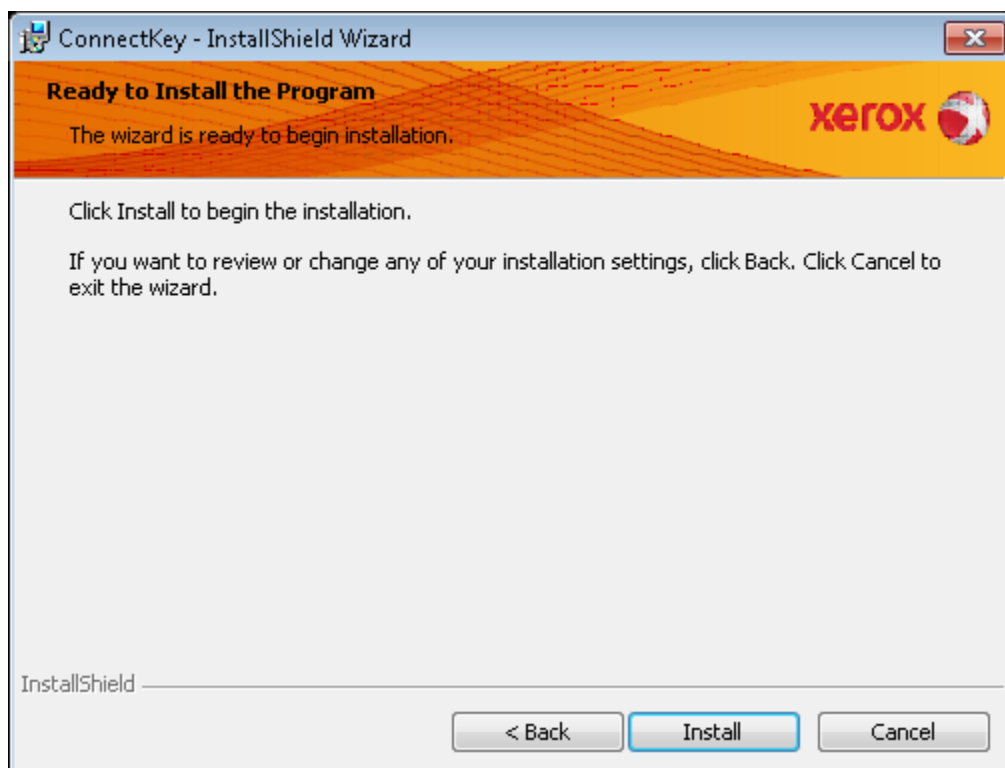 ConnectKey - InstallShield Wizard
Ready to Install the Program
The wizard is ready to begin installation.
xerox
Click Install to begin the installation.
If you want to review or change any of your installation settings, click Back. Click Cancel to
exit the wizard.
InstallShield
< Back
Install
Cancel